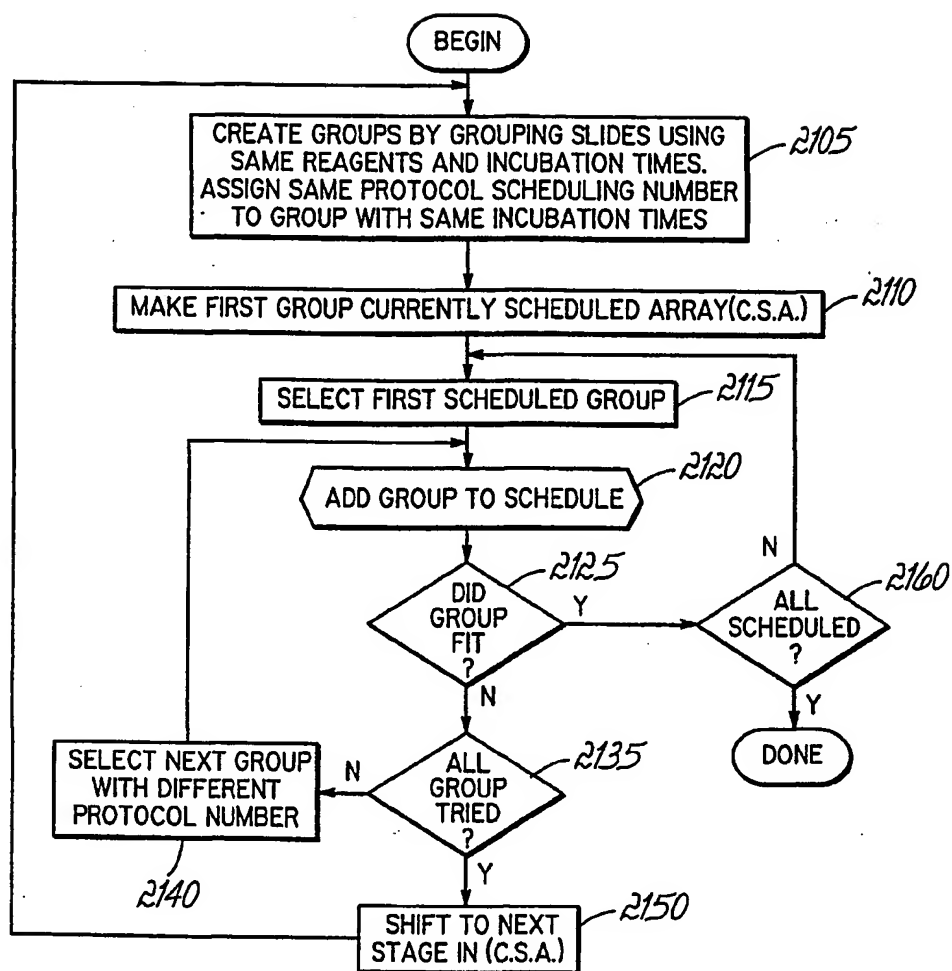 BEGIN
CREATE GROUPS BY GROUPING SLIDES USING
SAME REAGENTS AND INCUBATION TIMES.
ASSIGN SAME PROTOCOL SCHEDULING NUMBER
TO GROUP WITH SAME INCUBATION TIMES
2105
MAKE FIRST GROUP CURRENTLY SCHEDULED ARRAY(C.S.A.)
2110
SELECT FIRST SCHEDULED GROUP
2115
ADD GROUP TO SCHEDULE
2120
DID
GROUP
FIT
?
2125
Y
N
ALL
SCHEDULED
?
2160
N
Y
DONE
ALL
GROUP
TRIED
?
2135
N
Y
SELECT NEXT GROUP
WITH DIFFERENT
PROTOCOL NUMBER
2140
SHIFT TO NEXT
STAGE IN (C.S.A.)
2150